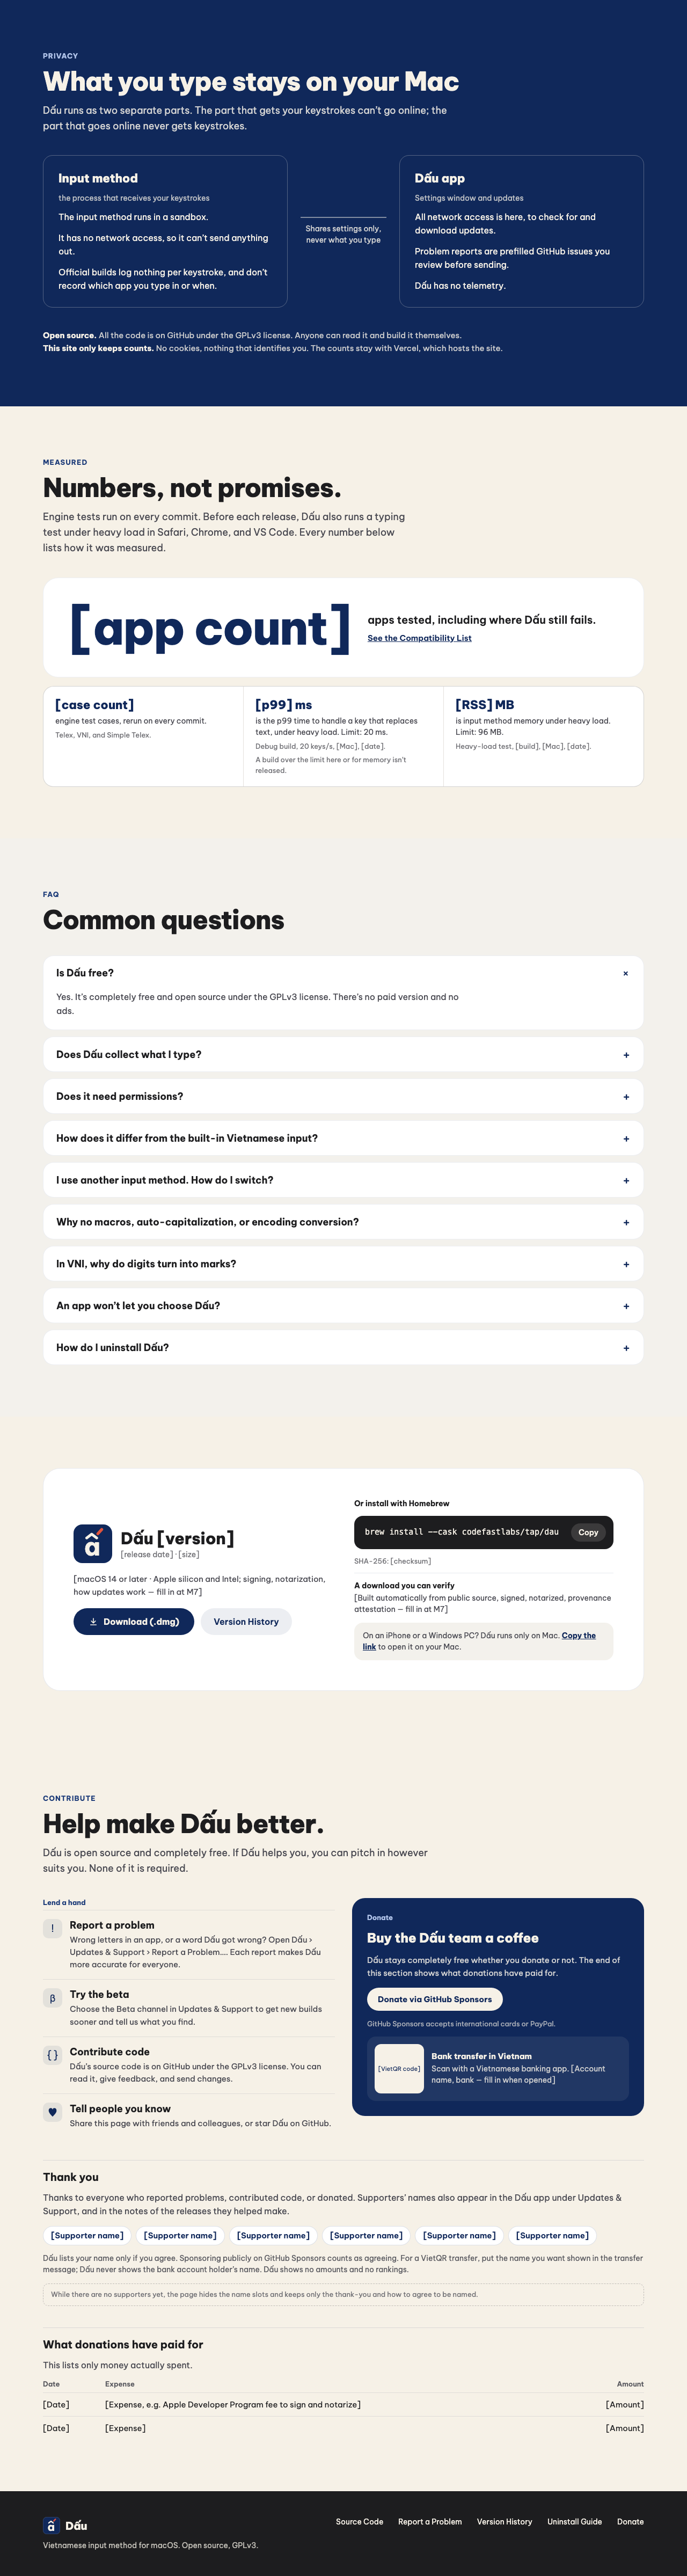 PRIVACY
What you type stays on your Mac
Dấu runs as two separate parts. The part that gets your keystrokes can’t go online; the
part that goes online never gets keystrokes.
Input method
the process that receives your keystrokes
The input method runs in a sandbox.
It has no network access, so it can’t send anything
out.
Official builds log nothing per keystroke, and don’t
record which app you type in or when.
Shares settings only,
never what you type
Dấu app
Settings window and updates
All network access is here, to check for and
download updates.
Problem reports are prefilled GitHub issues you
review before sending.
Dấu has no telemetry.
Open source. All the code is on GitHub under the GPLv3 license. Anyone can read it and build it themselves.
This site only keeps counts. No cookies, nothing that identifies you. The counts stay with Vercel, which hosts the site.
MEASURED
Numbers, not promises.
Engine tests run on every commit. Before each release, Dấu also runs a typing
test under heavy load in Safari, Chrome, and VS Code. Every number below
lists how it was measured.
[app count]
apps tested, including where Dấu still fails.
See the Compatibility List
[case count]
engine test cases, rerun on every commit.
Telex, VNI, and Simple Telex.
[p99] ms
is the p99 time to handle a key that replaces
text, under heavy load. Limit: 20 ms.
Debug build, 20 keys/s, [Mac], [date].
A build over the limit here or for memory isn’t
released.
[RSS] MB
is input method memory under heavy load.
Limit: 96 MB.
Heavy-load test, [build], [Mac], [date].
FAQ
Common questions
Is Dấu free?
×
Yes. It’s completely free and open source under the GPLv3 license. There’s no paid version and no
ads.
Does Dấu collect what I type?
+
Does it need permissions?
+
How does it differ from the built-in Vietnamese input?
+
I use another input method. How do I switch?
+
Why no macros, auto-capitalization, or encoding conversion?
+
In VNI, why do digits turn into marks?
+
An app won’t let you choose Dấu?
+
How do I uninstall Dấu?
+
ấ
Dấu [version]
[release date] · [size]
[macOS 14 or later · Apple silicon and Intel; signing, notarization,
how updates work — fill in at M7]
Download (.dmg)
Version History
Or install with Homebrew
brew install --cask codefastlabs/tap/dau
Copy
SHA-256: [checksum]
A download you can verify
[Built automatically from public source, signed, notarized, provenance
attestation — fill in at M7]
On an iPhone or a Windows PC? Dấu runs only on Mac. Copy the
link to open it on your Mac.
CONTRIBUTE
Help make Dấu better.
Dấu is open source and completely free. If Dấu helps you, you can pitch in however
suits you. None of it is required.
Lend a hand
!
Report a problem
Wrong letters in an app, or a word Dấu got wrong? Open Dấu ›
Updates & Support › Report a Problem…. Each report makes Dấu
more accurate for everyone.
β
Try the beta
Choose the Beta channel in Updates & Support to get new builds
sooner and tell us what you find.
{ }
Contribute code
Dấu’s source code is on GitHub under the GPLv3 license. You can
read it, give feedback, and send changes.
Tell people you know
Share this page with friends and colleagues, or star Dấu on GitHub.
Donate
Buy the Dấu team a coffee
Dấu stays completely free whether you donate or not. The end of
this section shows what donations have paid for.
Donate via GitHub Sponsors
GitHub Sponsors accepts international cards or PayPal.
[VietQR code]
Bank transfer in Vietnam
Scan with a Vietnamese banking app. [Account
name, bank — fill in when opened]
Thank you
Thanks to everyone who reported problems, contributed code, or donated. Supporters’ names also appear in the Dấu app under Updates &
Support, and in the notes of the releases they helped make.
[Supporter name] [Supporter name] [Supporter name] [Supporter name] [Supporter name] [Supporter name]
Dấu lists your name only if you agree. Sponsoring publicly on GitHub Sponsors counts as agreeing. For a VietQR transfer, put the name you want shown in the transfer
message; Dấu never shows the bank account holder’s name. Dấu shows no amounts and no rankings.
While there are no supporters yet, the page hides the name slots and keeps only the thank-you and how to agree to be named.
What donations have paid for
This lists only money actually spent.
Date Expense Amount
[Date] [Expense, e.g. Apple Developer Program fee to sign and notarize] [Amount]
[Date] [Expense] [Amount]
ấ
Dấu
Vietnamese input method for macOS. Open source, GPLv3.
Source Code Report a Problem Version History Uninstall Guide Donate